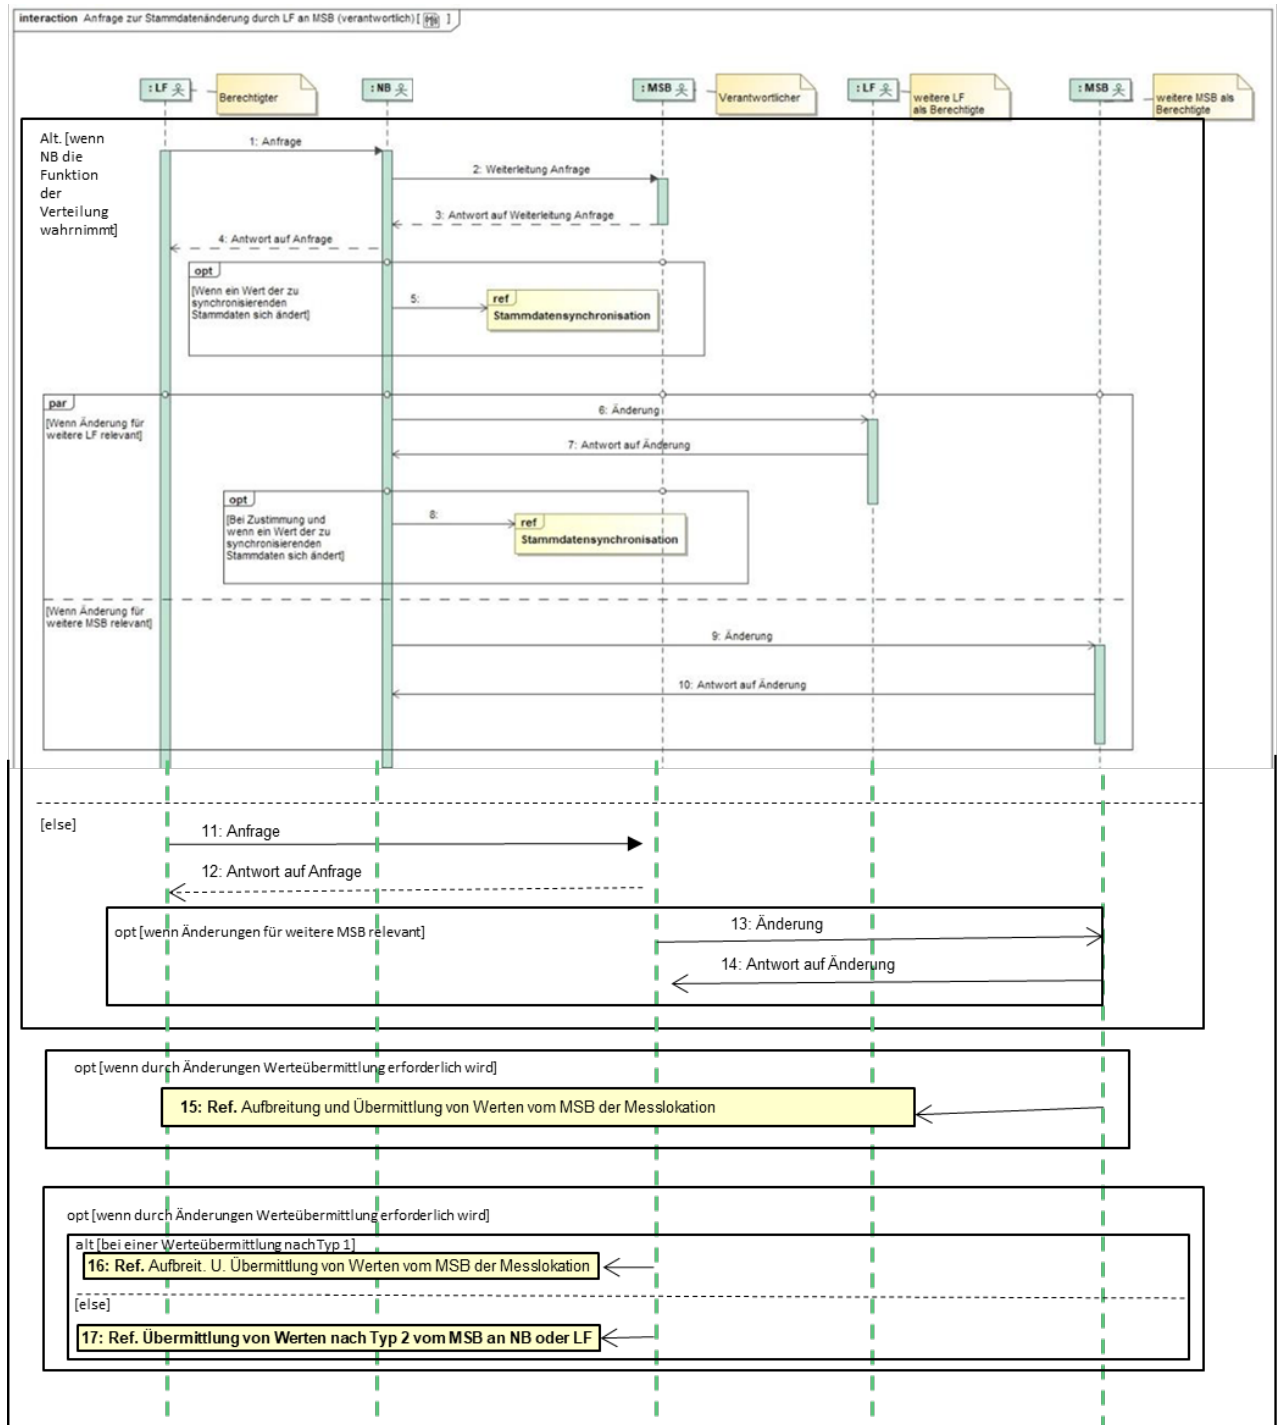 interaction Anfrage zur Stammdatenänderung durch LF an MSB (verantwortlich) [ ]
: LF
Berechtigter
: NB
: MSB
Verantwortlicher
: LF
weitere LF
als Berechtigte
: MSB
weitere MSB als
Berechtigte
Alt. [wenn
NB die
Funktion
der
Verteilung
wahrnimmt]
1: Anfrage
2: Weiterleitung Anfrage
3: Antwort auf Weiterleitung Anfrage
4: Antwort auf Anfrage
opt
[Wenn ein Wert der zu
synchronisierenden
Stammdaten sich ändert]
5:
ref
Stammdatensynchronisation
par
[Wenn Änderung für
weitere LF relevant]
6: Änderung
7: Antwort auf Änderung
opt
[Bei Zustimmung und
wenn ein Wert der zu
synchronisierenden
Stammdaten sich ändert]
8:
ref
Stammdatensynchronisation
[Wenn Änderung für
weitere MSB relevant]
9: Änderung
10: Antwort auf Änderung
[else]
11: Anfrage
12: Antwort auf Anfrage
opt [wenn Änderungen für weitere MSB relevant]
13: Änderung
14: Antwort auf Änderung
opt [wenn durch Änderungen Werteübermittlung erforderlich wird]
15: Ref. Aufbreitung und Übermittlung von Werten vom MSB der Messlokation
opt [wenn durch Änderungen Werteübermittlung erforderlich wird]
alt [bei einer Werteübermittlung nach Typ 1]
16: Ref. Aufbreit. U. Übermittlung von Werten vom MSB der Messlokation
[else]
17: Ref. Übermittlung von Werten nach Typ 2 vom MSB an NB oder LF